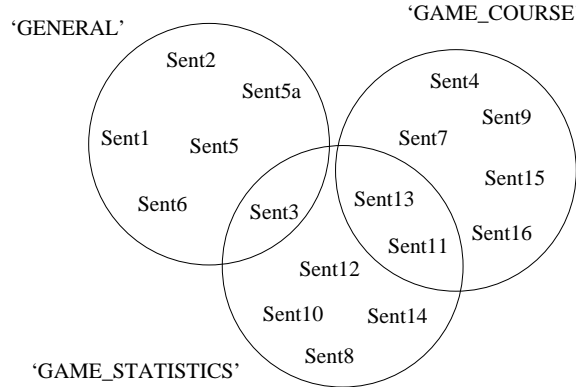 'GENERAL'
'GAME_COURSE
Sent2
Sent5a
Sent1
Sent5
Sent6
Sent3
Sent4
Sent9
Sent7
Sent15
Sent13
Sent16
Sent11
Sent12
Sent10
Sent14
Sent8
'GAME_STATISTICS'